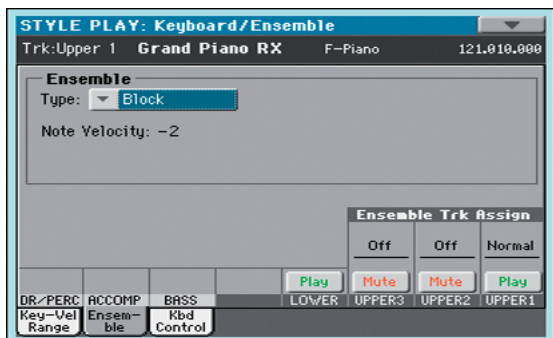 STYLE PLAY: Keyboard/Ensemble
Trk:Upper 1 Grand Piano RX F-Piano 121.010.000
Ensemble
Type: Block
Note Velocity: -2
Ensemble Trk Assign
Off Off Normal
Play Mute Mute Play
DR/PERC ACCOMP BASS LOWER UPPER3 UPPER2 UPPER1
Key-Vel Range Ensem-ble Kbd Control